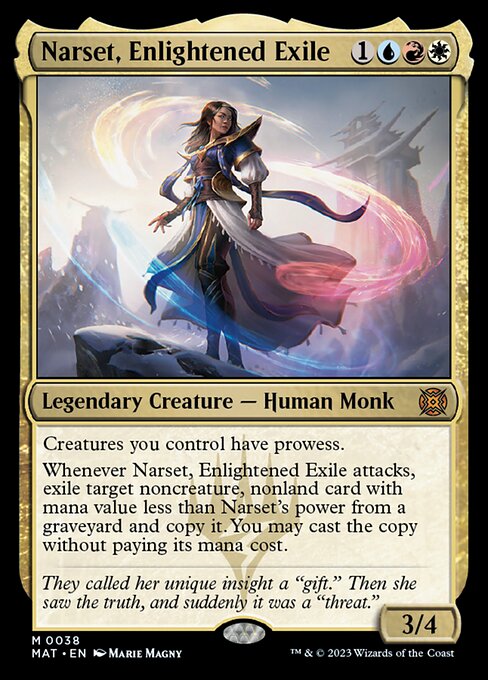 Narset, Enlightened Exile 1
Legendary Creature — Human Monk
Creatures you control have prowess.
Whenever Narset, Enlightened Exile attacks,
exile target noncreature, nonland card with
mana value less than Narset's power from a
graveyard and copy it. You may cast the copy
without paying its mana cost.
They called her unique insight a “gift.” Then she
saw the truth, and suddenly it was a “threat.”
3/4
M 0038
MAT • EN Marie Magny
™ & © 2023 Wizards of the Coast